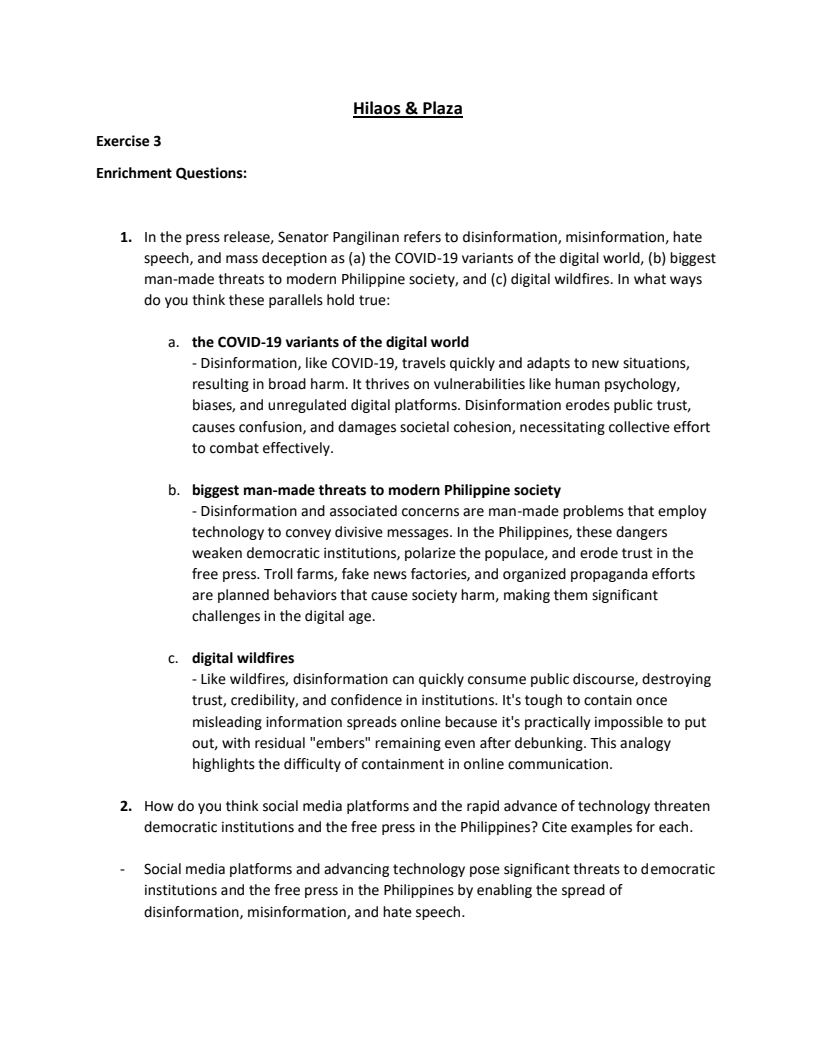 Hilaos & Plaza
Exercise 3
Enrichment Questions:
1. In the press release, Senator Pangilinan refers to disinformation, misinformation, hate
speech, and mass deception as (a) the COVID-19 variants of the digital world, (b) biggest
man-made threats to modern Philippine society, and (c) digital wildfires. In what ways
do you think these parallels hold true:
a. the COVID-19 variants of the digital world
- Disinformation, like COVID-19, travels quickly and adapts to new situations,
resulting in broad harm. It thrives on vulnerabilities like human psychology,
biases, and unregulated digital platforms. Disinformation erodes public trust,
causes confusion, and damages societal cohesion, necessitating collective effort
to combat effectively.
b. biggest man-made threats to modern Philippine society
- Disinformation and associated concerns are man-made problems that employ
technology to convey divisive messages. In the Philippines, these dangers
weaken democratic institutions, polarize the populace, and erode trust in the
free press. Troll farms, fake news factories, and organized propaganda efforts
are planned behaviors that cause society harm, making them significant
challenges in the digital age.
c. digital wildfires
- Like wildfires, disinformation can quickly consume public discourse, destroying
trust, credibility, and confidence in institutions. It's tough to contain once
misleading information spreads online because it's practically impossible to put
out, with residual "embers" remaining even after debunking. This analogy
highlights the difficulty of containment in online communication.
2. How do you think social media platforms and the rapid advance of technology threaten
democratic institutions and the free press in the Philippines? Cite examples for each.
- Social media platforms and advancing technology pose significant threats to democratic
institutions and the free press in the Philippines by enabling the spread of
disinformation, misinformation, and hate speech.